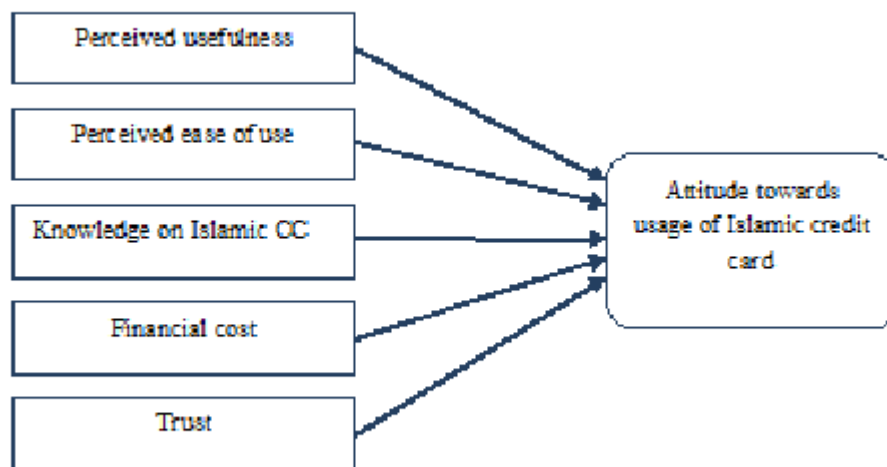 Perceived usefulness
Perceived ease of use
Knowledge on Islamic CC
Financial cost
Trust
Attitude towards
usage of Islamic credit
card